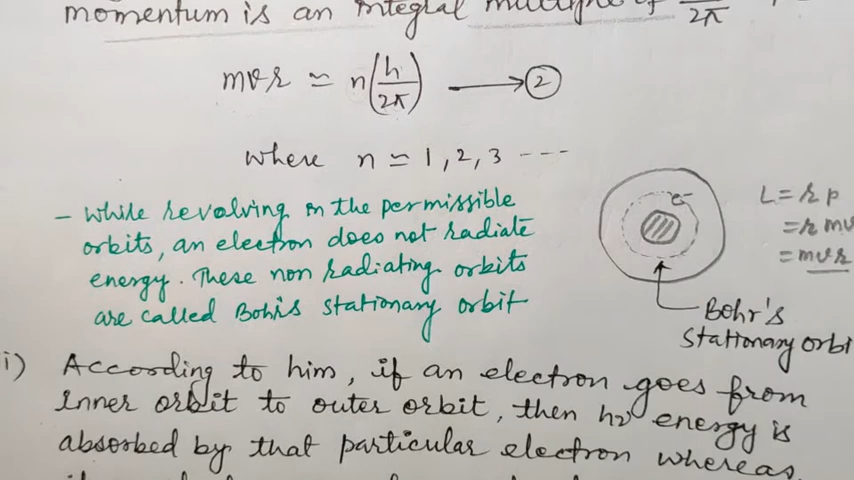 momentum is an integral multiple of
2π
mvr ≃ n(h/2π) → ②
where n ≃ 1, 2, 3 ---
- while revolving in the permissible
orbits, an electron does not radiate
energy. These non radiating orbits
are called Bohr's stationary orbit
e-
L = r p
= r mv
= mvr
Bohr's
Stationary orbi
i) According to him, if an electron goes from
inner orbit to outer orbit, then hν energy is
absorbed by that particular electron whereas